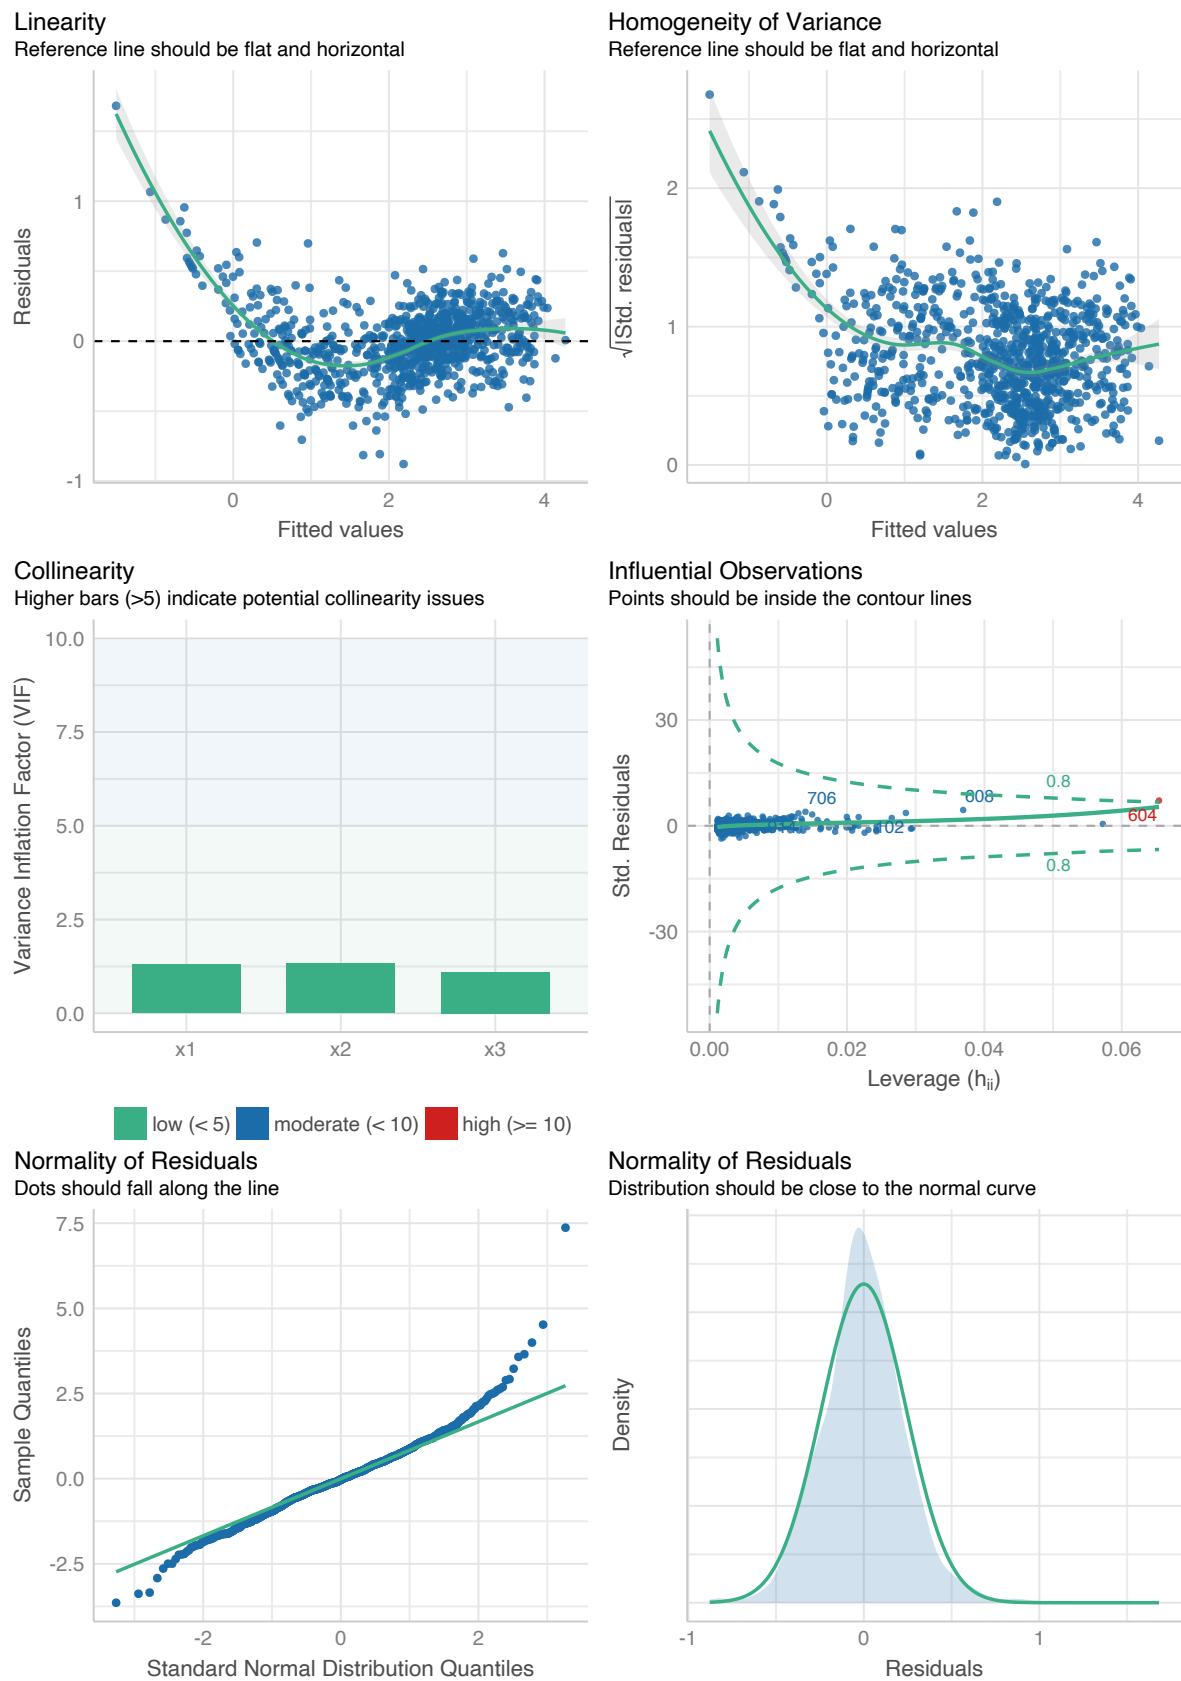 Linearity
Reference line should be flat and horizontal
Residuals
1
0
-1
0
2
4
Fitted values
Homogeneity of Variance
Reference line should be flat and horizontal
√|Std. residuals|
2
1
0
0
2
4
Fitted values
Collinearity
Higher bars (>5) indicate potential collinearity issues
Variance Inflation Factor (VIF)
10.0
7.5
5.0
2.5
0.0
x1
x2
x3
low (< 5)
moderate (< 10)
high (>= 10)
Influential Observations
Points should be inside the contour lines
Std. Residuals
30
0
-30
0.8
706
608
604
102
0.8
0.00
0.02
0.04
0.06
Leverage (hii)
Normality of Residuals
Dots should fall along the line
Sample Quantiles
7.5
5.0
2.5
0.0
-2.5
-2
0
2
Standard Normal Distribution Quantiles
Normality of Residuals
Distribution should be close to the normal curve
Density
-1
0
1
Residuals